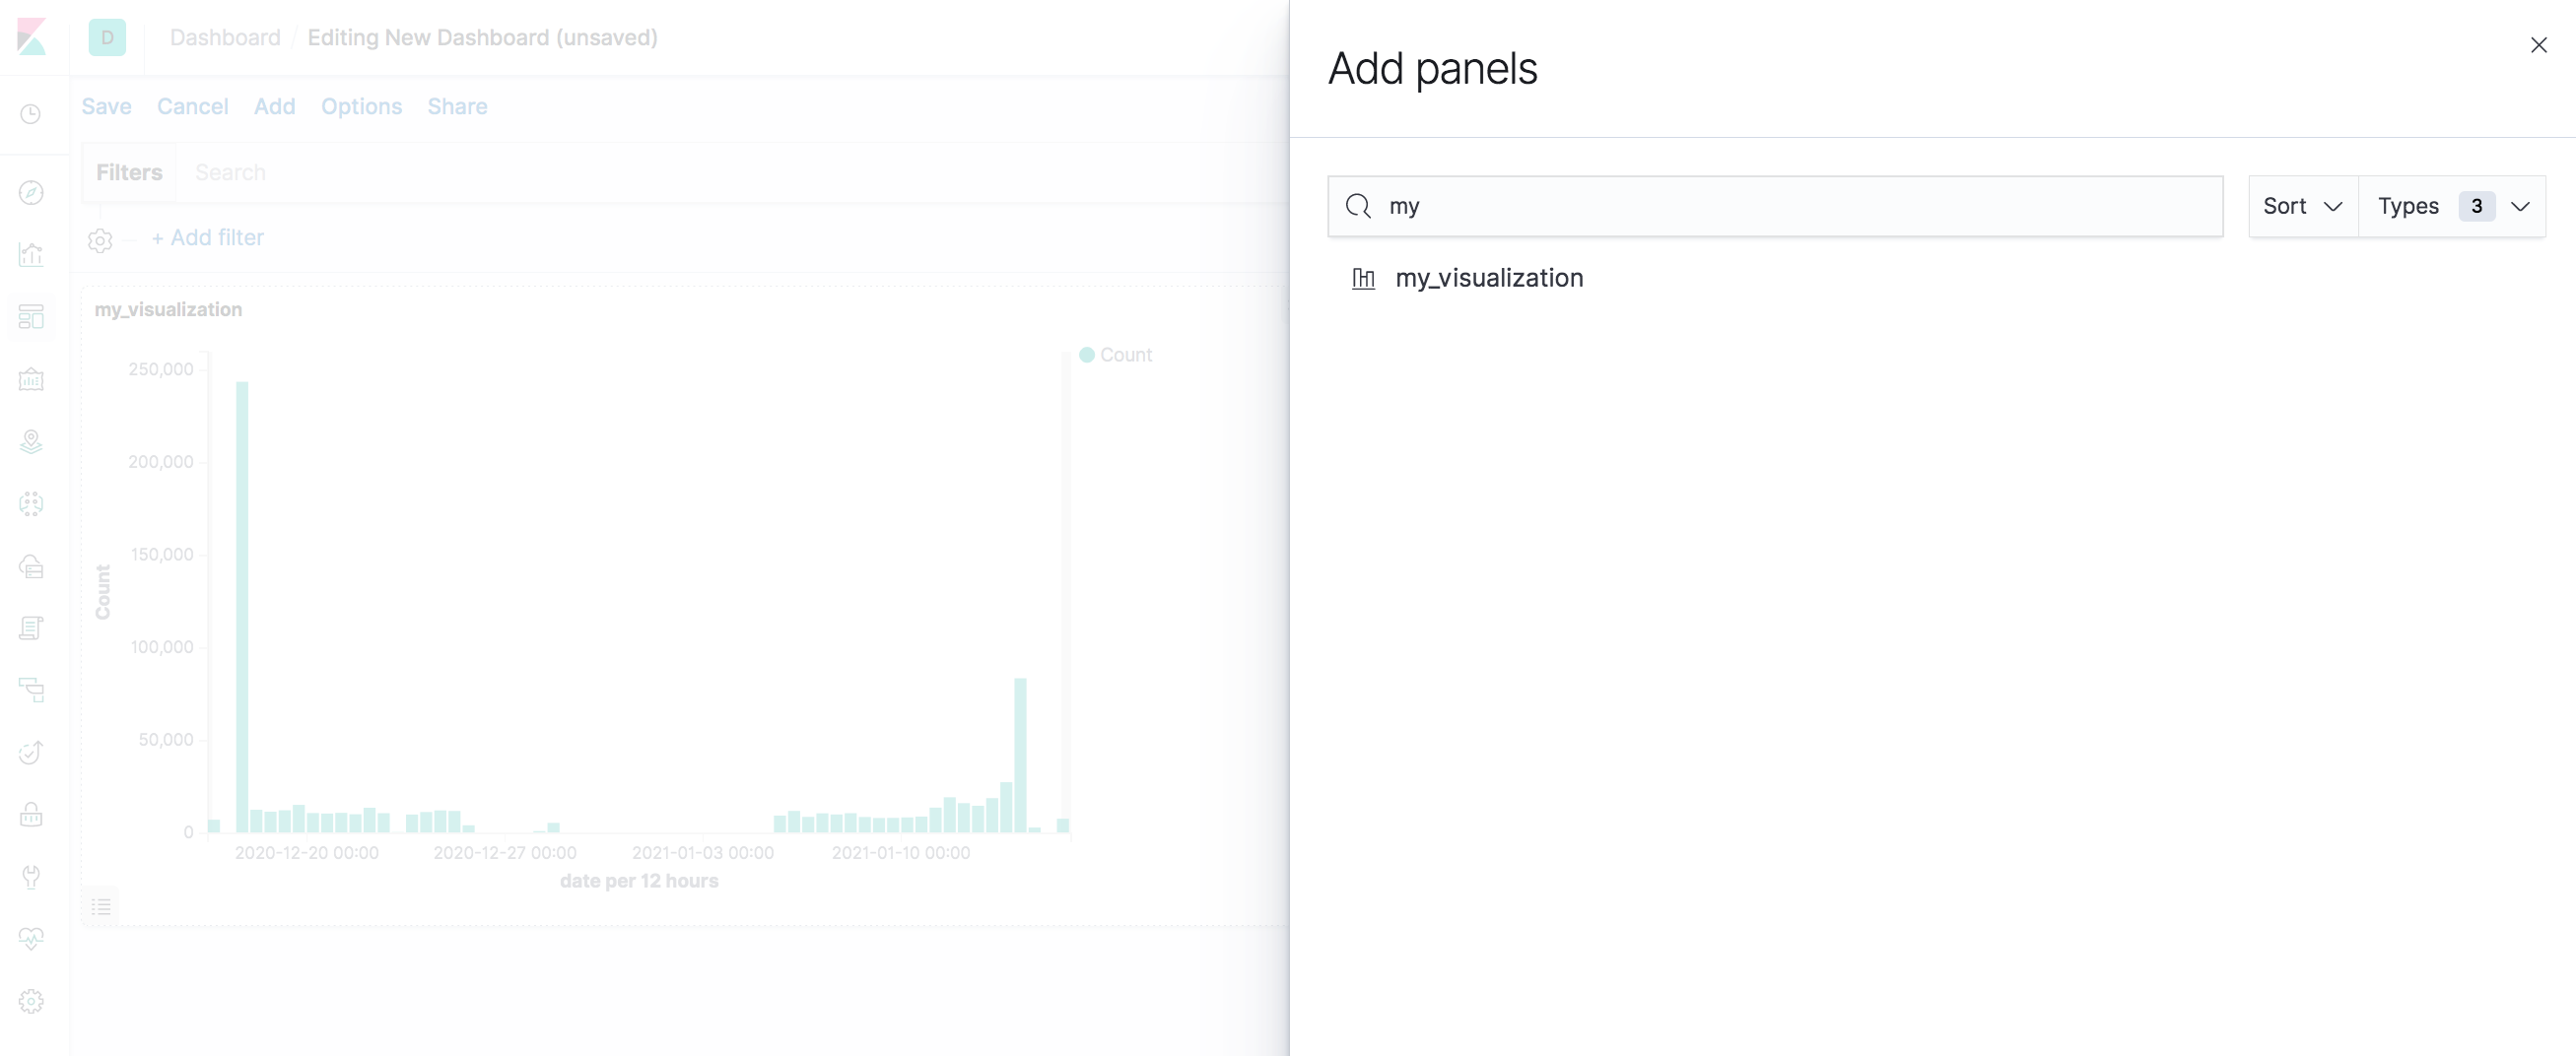 D Dashboard / Editing New Dashboard (unsaved)
Save Cancel Add Options Share
Filters Search
+ Add filter
my_visualization
250,000
200,000
150,000
100,000
50,000
0
Count
2020-12-20 00:00 2020-12-27 00:00 2021-01-03 00:00 2021-01-10 00:00
date per 12 hours
Count
Add panels
my Sort Types 3
my_visualization